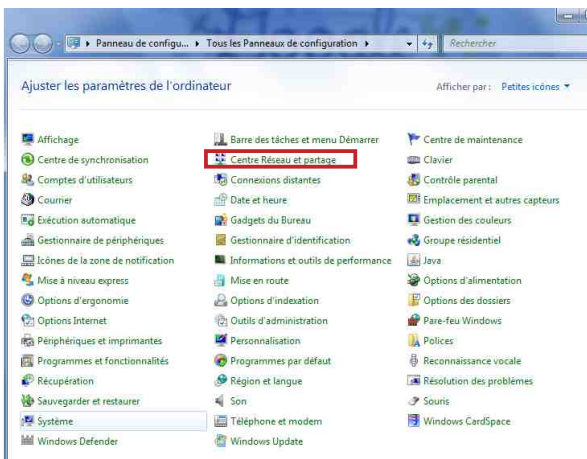 Panneau de configu... Tous les Panneaux de configuration Rechercher
Ajuster les paramètres de l'ordinateur Afficher par : Petites icônes
Affichage Barre des tâches et menu Démarrer Centre de maintenance
Centre de synchronisation Centre Réseau et partage Clavier
Comptes d'utilisateurs Connexions distantes Contrôle parental
Courrier Date et heure Emplacement et autres capteurs
Exécution automatique Gadgets du Bureau Gestion des couleurs
Gestionnaire de périphériques Gestionnaire d'identification Groupe résidentiel
Icônes de la zone de notification Informations et outils de performance Java
Mise à niveau express Mise en route Options d'alimentation
Options d'ergonomie Options d'indexation Options des dossiers
Options Internet Outils d'administration Pare-feu Windows
Périphériques et imprimantes Personnalisation Polices
Programmes et fonctionnalités Programmes par défaut Reconnaissance vocale
Récupération Région et langue Résolution des problèmes
Sauvegarder et restaurer Son Souris
Système Téléphone et modem Windows CardSpace
Windows Defender Windows Update